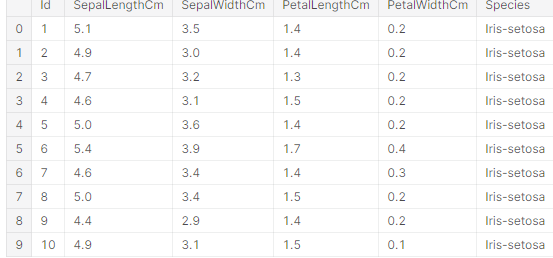 Id SepalLengthCm SepalWidthCm PetalLengthCm PetalWidthCm Species
0 1 5.1 3.5 1.4 0.2 Iris-setosa
1 2 4.9 3.0 1.4 0.2 Iris-setosa
2 3 4.7 3.2 1.3 0.2 Iris-setosa
3 4 4.6 3.1 1.5 0.2 Iris-setosa
4 5 5.0 3.6 1.4 0.2 Iris-setosa
5 6 5.4 3.9 1.7 0.4 Iris-setosa
6 7 4.6 3.4 1.4 0.3 Iris-setosa
7 8 5.0 3.4 1.5 0.2 Iris-setosa
8 9 4.4 2.9 1.4 0.2 Iris-setosa
9 10 4.9 3.1 1.5 0.1 Iris-setosa